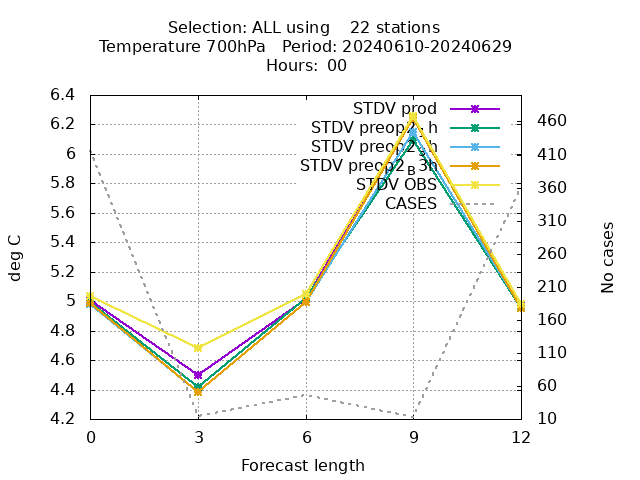 Selection: ALL using 22 stations
Temperature 700hPa Period: 20240610-20240629
Hours: 00
6.4
6.2
6
5.8
5.6
5.4
5.2
5
4.8
4.6
4.4
4.2
deg C
STDV prod
STDV OBS
CASES
460
410
360
310
260
210
160
110
60
10
No cases
0 3 6 9 12
Forecast length